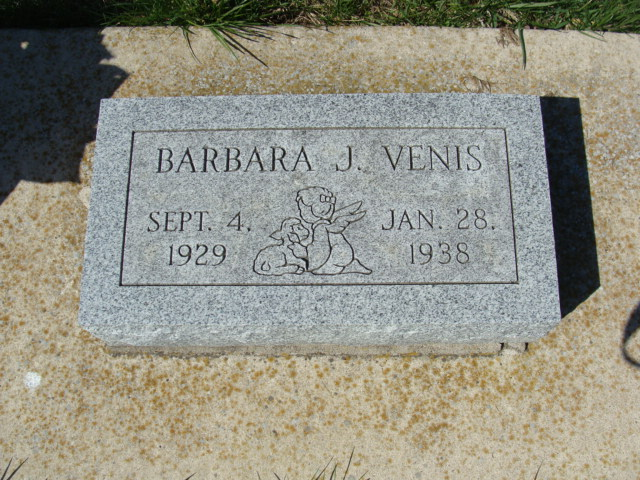 BARBARA J. VENIS
SEPT. 4, JAN. 28,
1929 1938